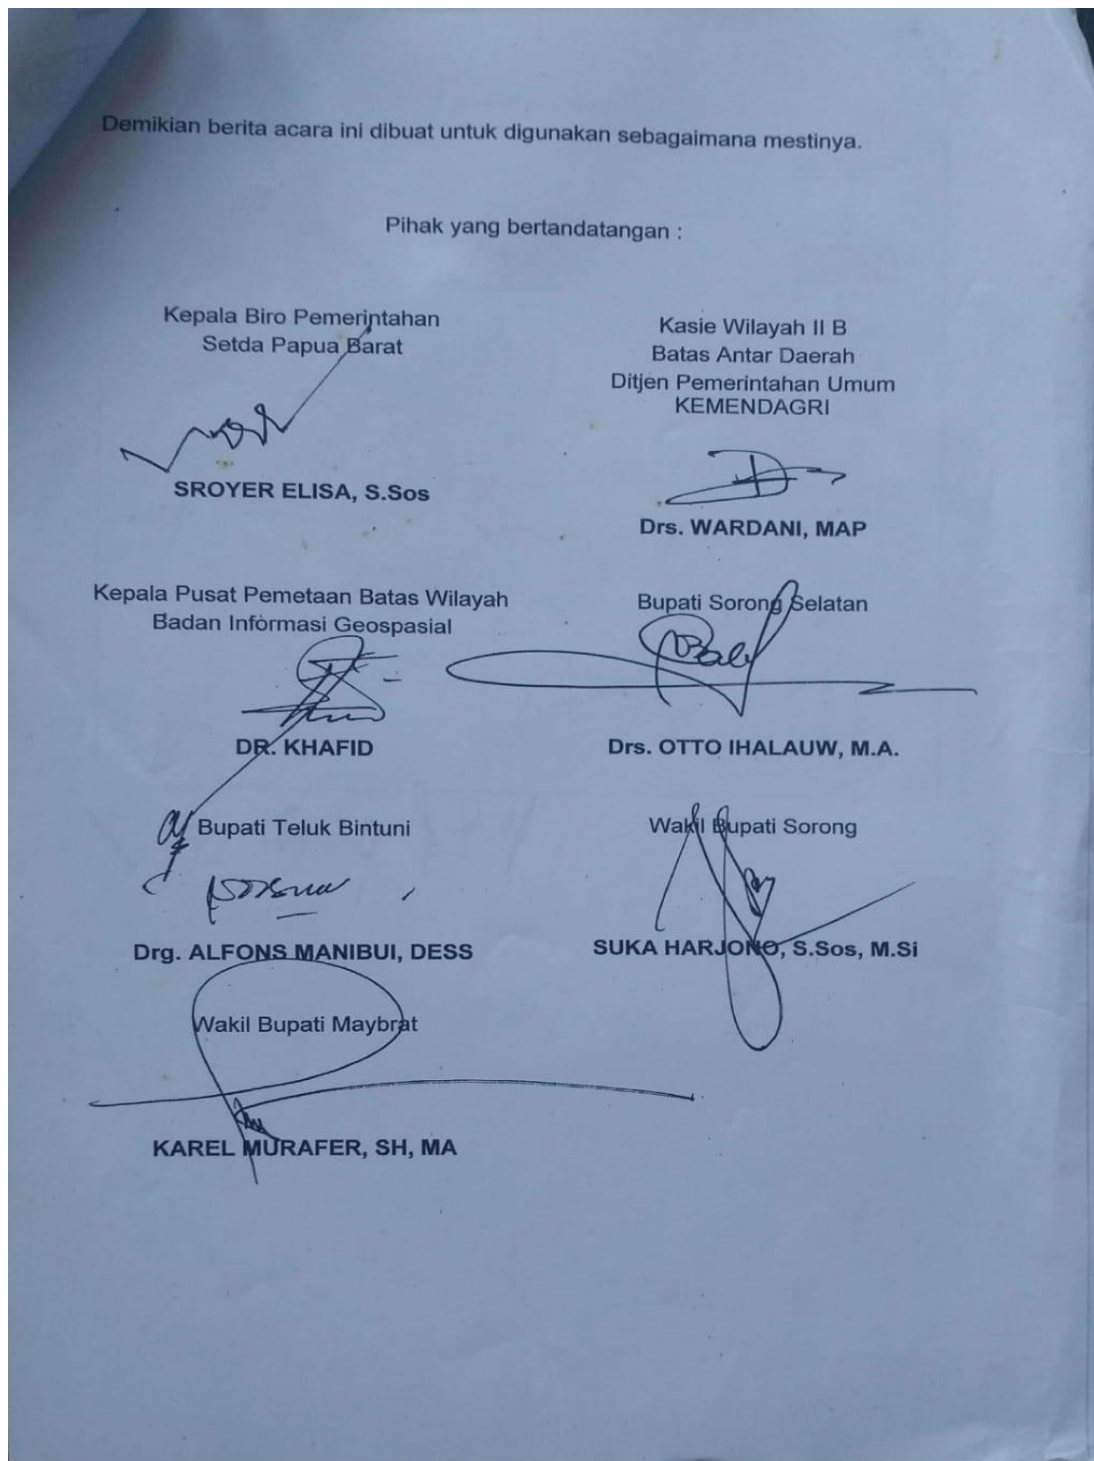 Demikian berita acara ini dibuat untuk digunakan sebagaimana mestinya.
Pihak yang bertandatangan :
Kepala Biro Pemerintahan
Setda Papua Barat
SROYER ELISA, S.Sos
Kasie Wilayah II B
Batas Antar Daerah
Ditjen Pemerintahan Umum
KEMENDAGRI
Drs. WARDANI, MAP
Kepala Pusat Pemetaan Batas Wilayah
Badan Informasi Geospasial
DR. KHAFID
Bupati Sorong Selatan
Drs. OTTO IHALAUW, M.A.
Bupati Teluk Bintuni
Drg. ALFONS MANIBUI, DESS
Wakil Bupati Sorong
SUKA HARJONO, S.Sos, M.Si
Wakil Bupati Maybrat
KAREL MURAFER, SH, MA